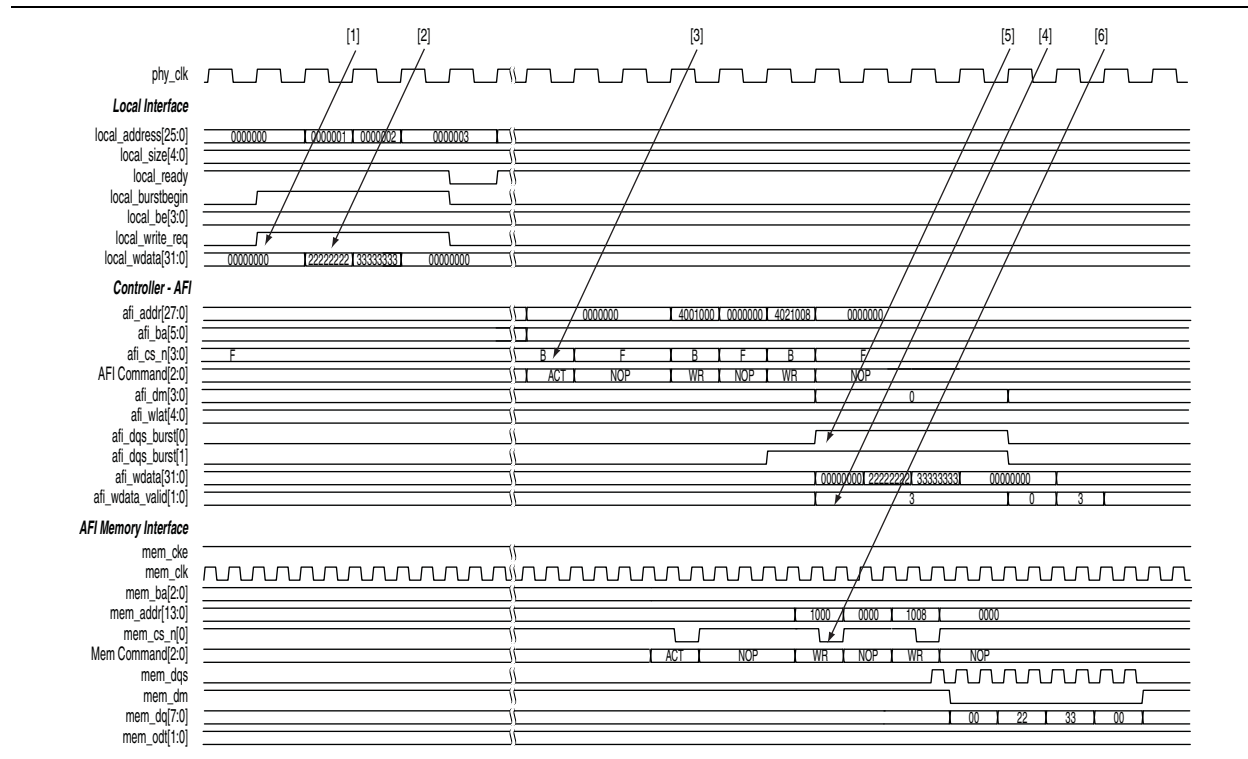 [1] [2] [3] [5] [4] [6]
phy_clk
Local Interface
local_address[25:0] 0000000 0000001 0000002 0000003
local_size[4:0]
local_ready
local_burstbegin
local_be[3:0]
local_write_req
local_wdata[31:0] 00000000 22222222 33333333 00000000
Controller - AFI
afi_addr[27:0] 0000000 4001000 0000000 4021008 0000000
afi_ba[5:0]
afi_cs_n[3:0] F B F B F B F
AFI Command[2:0] ACT NOP WR NOP WR NOP
afi_dm[3:0] 0
afi_wlat[4:0]
afi_dqs_burst[0]
afi_dqs_burst[1]
afi_wdata[31:0] 00000000 22222222 33333333 00000000
afi_wdata_valid[1:0] 3 0 3
AFI Memory Interface
mem_cke
mem_clk
mem_ba[2:0]
mem_addr[13:0] 1000 0000 1008 0000
mem_cs_n[0]
Mem Command[2:0] ACT NOP WR NOP WR NOP
mem_dqs
mem_dm
mem_dq[7:0] 00 22 33 00
mem_odt[1:0]